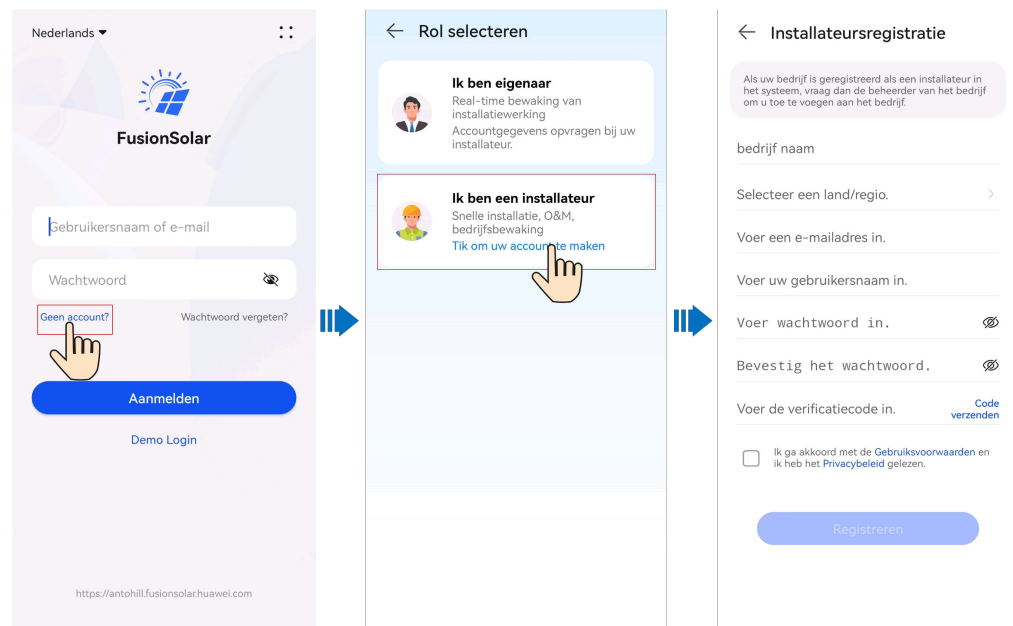 Nederlands
FusionSolar
Gebruikersnaam of e-mail
Wachtwoord
Geen account?
Wachtwoord vergeten?
Aanmelden
Demo Login
https://antohill.fusionsolar.huawei.com
Rol selecteren
Ik ben eigenaar
Real-time bewaking van
installatiewerking
Accountgegevens opvragen bij uw
installateur.
Ik ben een installateur
Snelle installatie, O&M,
bedrijfsbewaking
Tik om uw account te maken
Installateursregistratie
Als uw bedrijf is geregistreerd als een installateur in
het systeem, vraag dan de beheerder van het bedrijf
om u toe te voegen aan het bedrijf.
bedrijf naam
Selecteer een land/regio.
Voer een e-mailadres in.
Voer uw gebruikersnaam in.
Voer wachtwoord in.
Bevestig het wachtwoord.
Voer de verificatiecode in.
Code
verzenden
Ik ga akkoord met de Gebruiksvoorwaarden en
ik heb het Privacybeleid gelezen.
Registreren